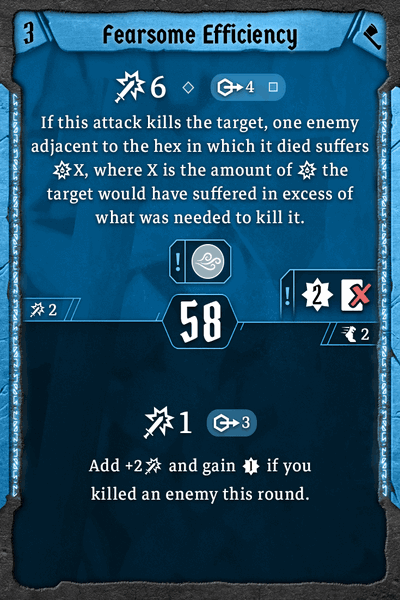 3 Fearsome Efficiency
6 4
If this attack kills the target, one enemy
adjacent to the hex in which it died suffers
X, where X is the amount of the
target would have suffered in excess of
what was needed to kill it.
!
! 2
2 58 2
1 3
Add +2 and gain 1 if you
killed an enemy this round.